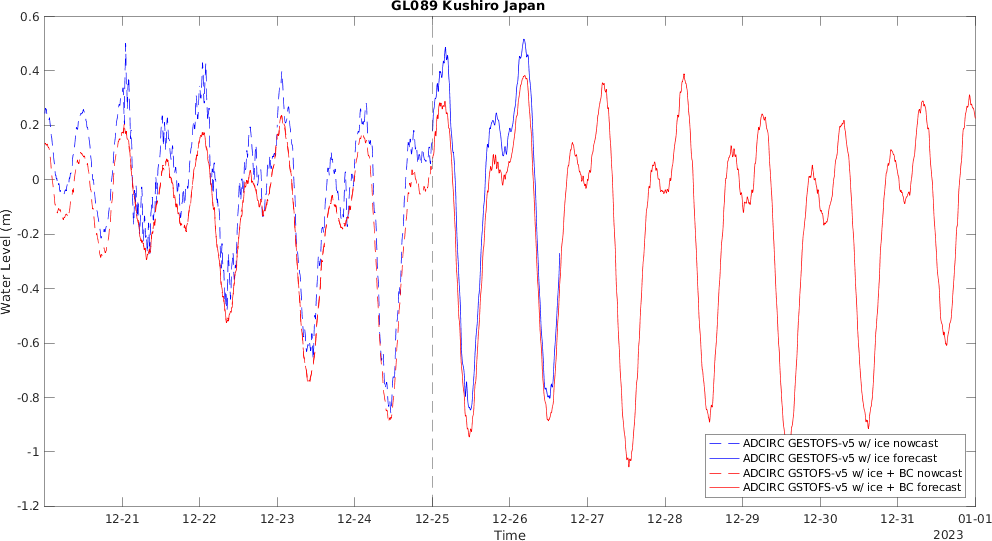 GL089 Kushiro Japan
0.6
0.4
0.2
0
-0.2
-0.4
-0.6
-0.8
-1
-1.2
Water Level (m)
ADCIRC GESTOFS-v5 w/ ice nowcast
ADCIRC GESTOFS-v5 w/ ice forecast
ADCIRC GSTOFS-v5 w/ ice + BC nowcast
ADCIRC GSTOFS-v5 w/ ice + BC forecast
12-21 12-22 12-23 12-24 12-25 12-26 12-27 12-28 12-29 12-30 12-31 01-01
Time 2023